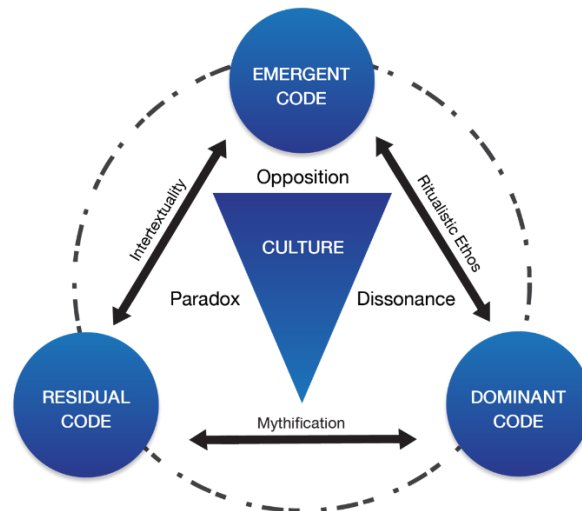 EMERGENT
CODE
Opposition
Intertextuality
Ritualistic Ethos
CULTURE
Paradox
Dissonance
RESIDUAL
CODE
Mythification
DOMINANT
CODE